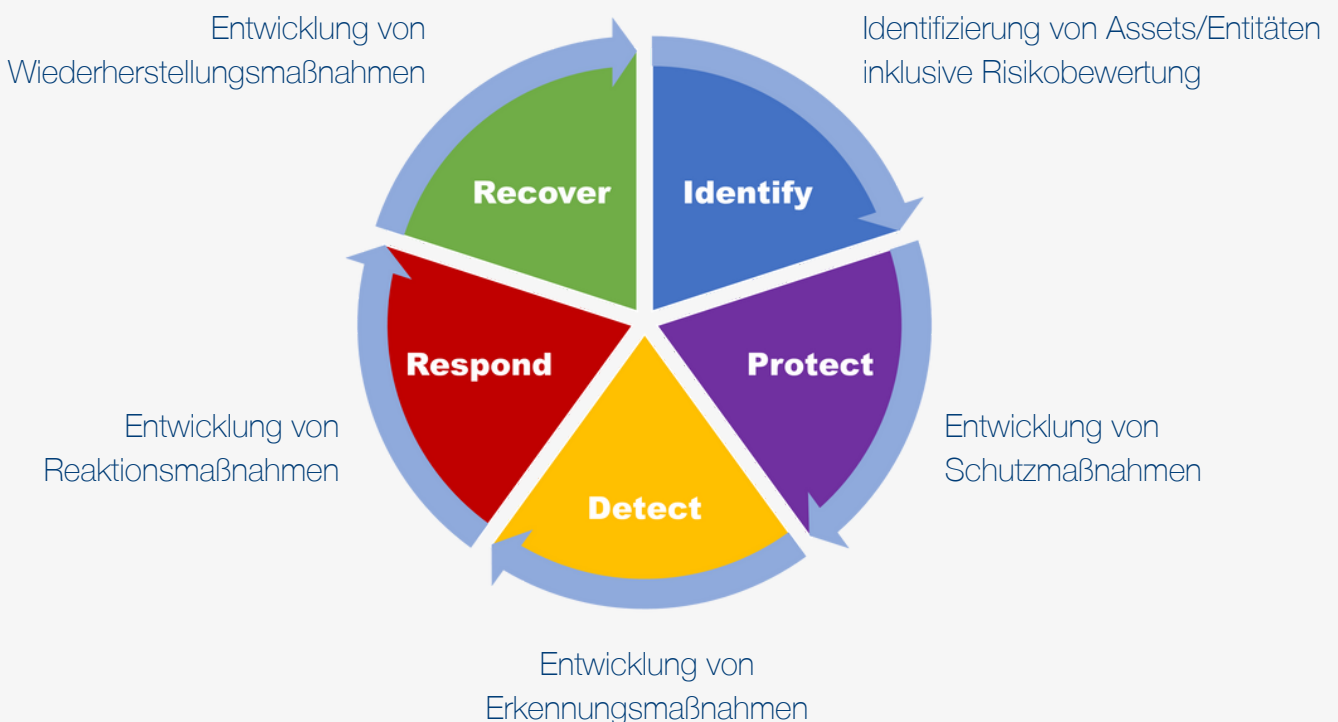 Entwicklung von
Wiederherstellungsmaßnahmen
Identifizierung von Assets/Entitäten
inklusive Risikobewertung
Recover
Identify
Respond
Protect
Entwicklung von
Reaktionsmaßnahmen
Entwicklung von
Schutzmaßnahmen
Detect
Entwicklung von
Erkennungsmaßnahmen